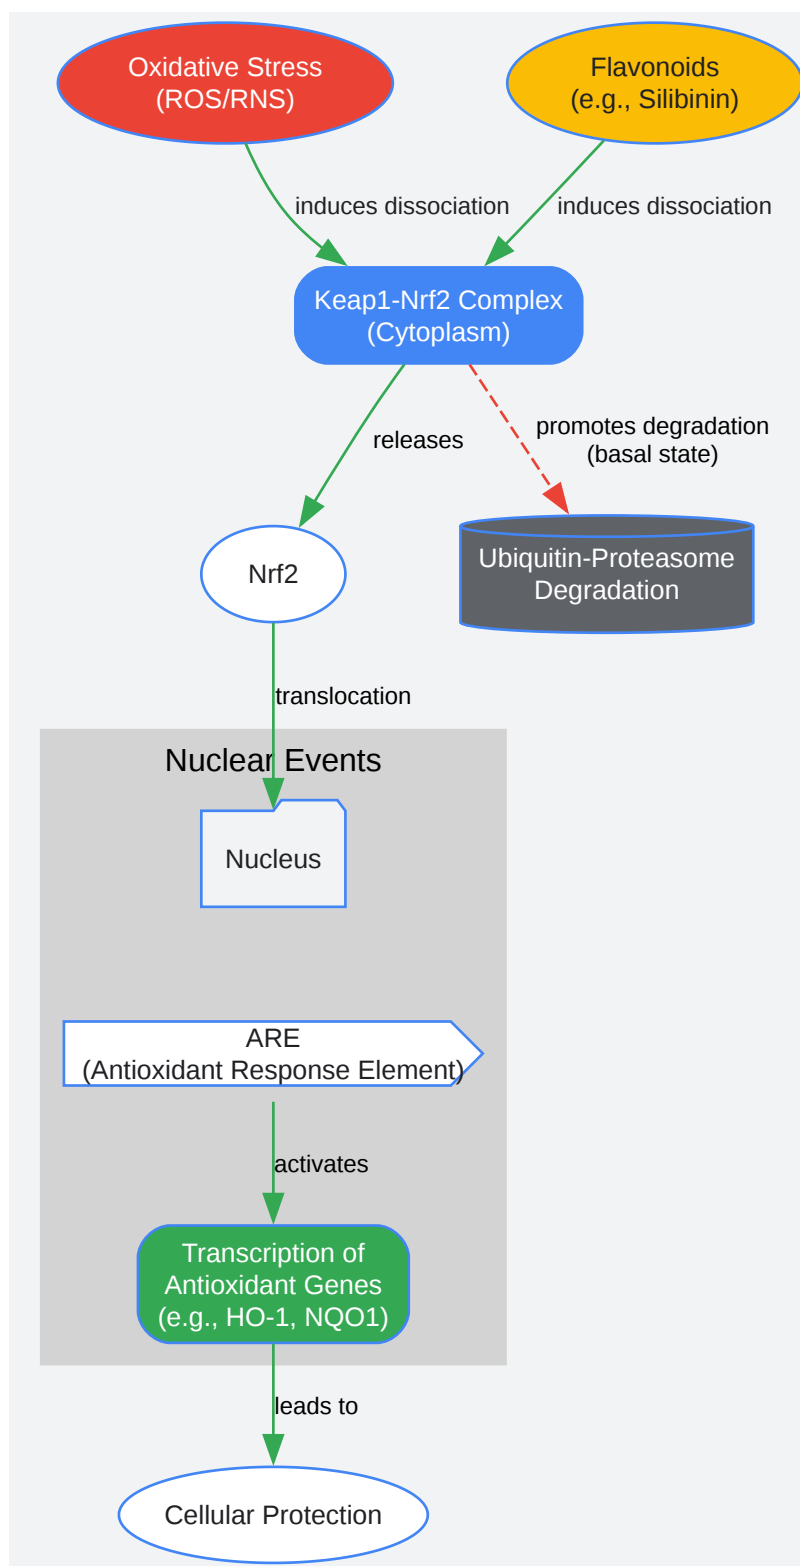 Oxidative Stress
(ROS/RNS)
Flavonoids
(e.g., Silibinin)
induces dissociation
induces dissociation
Keap1-Nrf2 Complex
(Cytoplasm)
releases
promotes degradation
(basal state)
Nrf2
Ubiquitin-Proteasome
Degradation
translocation
Nuclear Events
Nucleus
ARE
(Antioxidant Response Element)
activates
Transcription of
Antioxidant Genes
(e.g., HO-1, NQO1)
leads to
Cellular Protection